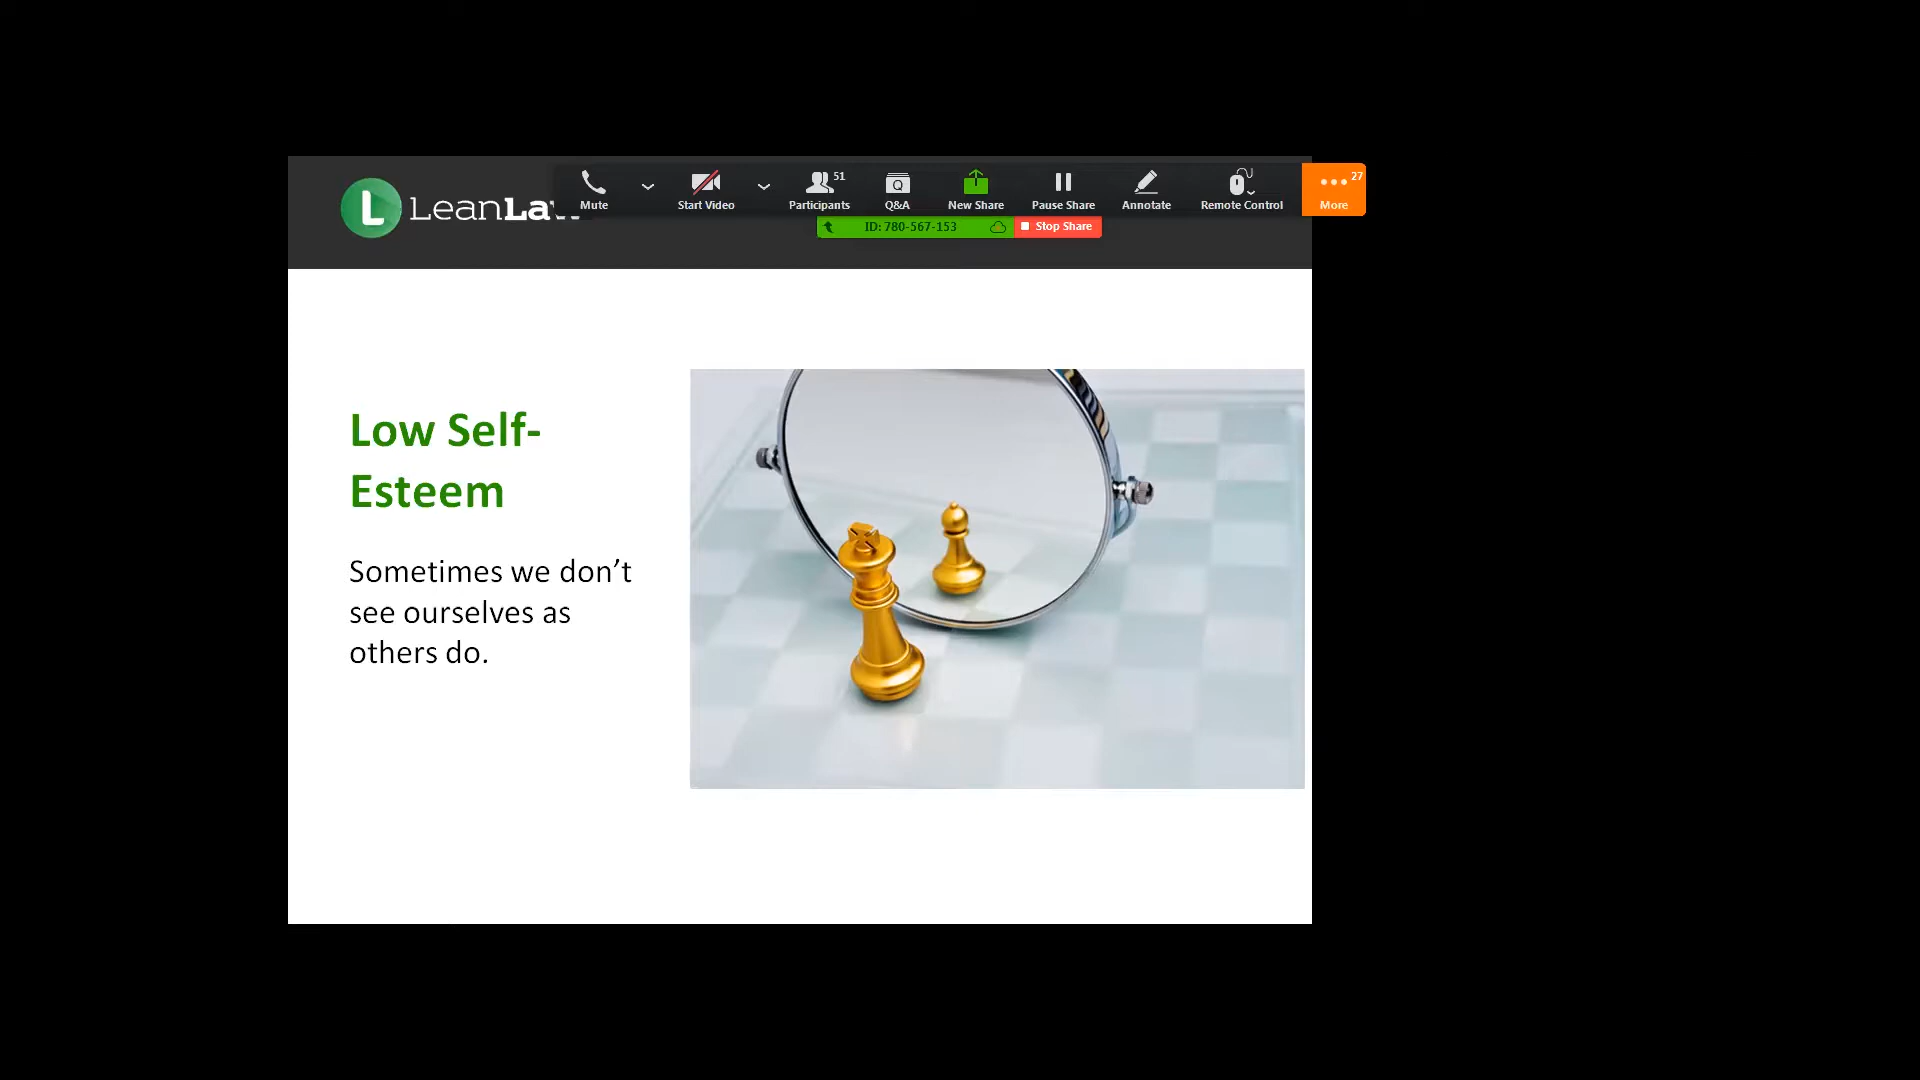 LeanLaw
Mute
Start Video
Participants
51
Q&A
Q
New Share
Pause Share
Annotate
Remote Control
More
27
ID: 780-567-153
Stop Share
Low Self-
Esteem
Sometimes we don’t
see ourselves as
others do.